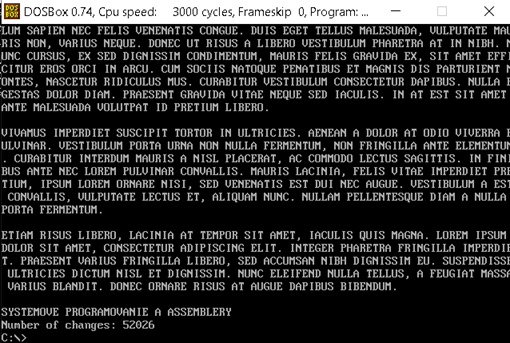 DOSBox 0.74, Cpu speed: 3000 cycles, Frameskip 0, Program: ...
LUM SAPIEN NEC FELIS VENENATIS CONGUE. DUIS EGET TELLUS MALESUADA, VULPUTATE MAU
RIS NON, VARIUS NEQUE. DONEC UT RISUS A LIBERO VESTIBULUM PHARETRA AT IN NIBH. N
UNC CURSUS, EX SED DIGNISSIM CONDIMENTUM, MAURIS FELIS GRAVIDA EX, SIT AMET EFFI
CITUR EROS ORCI IN ARCU. CUM SOCIIS NATOQUE PENATIBUS ET MAGNIS DIS PARTURIENT M
ONTES, NASCETUR RIDICULUS MUS. CURABITUR VESTIBULUM CONSECTETUR DAPIBUS. NULLA E
GESTAS DOLOR DIAM. PRAESENT GRAVIDA VITAE NEQUE SED IACULIS. IN AT EST SIT AMET
ANTE MALESUADA VOLUTPAT ID PRETIUM LIBERO.
VIVAMUS IMPERDIET SUSCIPIT TORTOR IN ULTRICIES. AENEAN A DOLOR AT ODIO VIVERRA P
ULVINAR. VESTIBULUM PORTA URNA NON NULLA FERMENTUM, NON FRINGILLA ANTE ELEMENTUM
. CURABITUR INTERDUM MAURIS A NISL PLACERAT, AC COMMODO LECTUS SAGITTIS. IN FINI
BUS ANTE NEC LOREM PULVINAR CONVALLIS. MAURIS LACINIA, FELIS VITAE IMPERDIET PRE
TIUM, IPSUM LOREM ORNARE NISI, SED VENENATIS EST DUI NEC AUGUE. VESTIBULUM A EST
CONVALLIS, VULPUTATE LECTUS ET, ALIQUAM NUNC. NULLAM PELLENTESQUE DIAM A NULLA
PORTA FERMENTUM.
ETIAM RISUS LIBERO, LACINIA AT TEMPOR SIT AMET, IACULIS QUIS MAGNA. LOREM IPSUM
DOLOR SIT AMET, CONSECTETUR ADIPISCING ELIT. INTEGER PHARETRA FRINGILLA IMPERDIE
T. PRAESENT VARIUS FRINGILLA LIBERO, SED ACCUMSAN NIBH DIGNISSIM EU. SUSPENDISSE
ULTRICIES DICTUM NISL ET DIGNISSIM. NUNC ELEIFEND NULLA TELLUS, A FEUGIAT MASSA
VARIUS BLANDIT. DONEC ORNARE RISUS AT AUGUE DAPIBUS BIBENDUM.
SYSTEMOVE PROGRAMOVANIE A ASSEMBLERY
Number of changes: 52026
C:\>